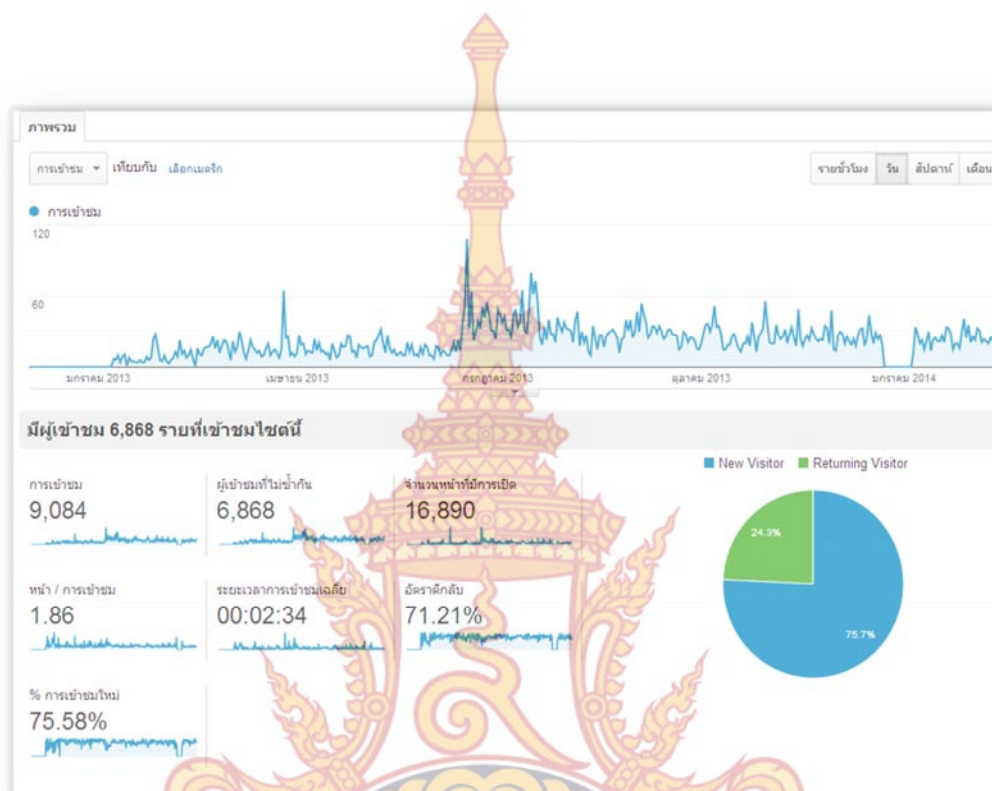 ภาพรวม
การเข้าชม เทียบกับ เลือกเมตริก รายชั่วโมง วัน สัปดาห์ เดือน
การเข้าชม
120
60
มกราคม 2013 เมษายน 2013 กรกฎาคม 2013 ตุลาคม 2013 มกราคม 2014
มีผู้เข้าชม 6,868 รายที่เข้าชมไซต์นี้
New Visitor Returning Visitor
การเข้าชม ผู้เข้าชมที่ไม่ซ้ำกัน จำนวนหน้าที่มีการเปิด
9,084 6,868 16,890
24.3%
หน้า / การเข้าชม ระยะเวลาการเข้าชมเฉลี่ย อัตราตีกลับ
1.86 00:02:34 71.21%
75.7%
% การเข้าชมใหม่
75.58%